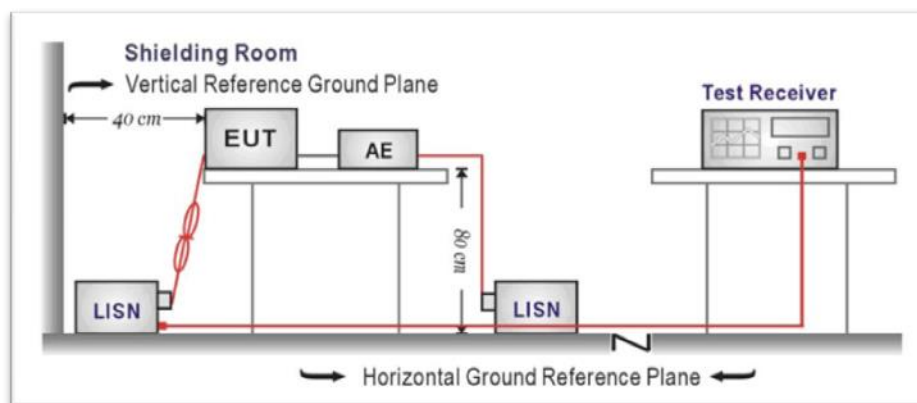 Shielding Room
Vertical Reference Ground Plane
Test Receiver
40 cm
EUT
AE
80 cm
LISN
LISN
Horizontal Ground Reference Plane